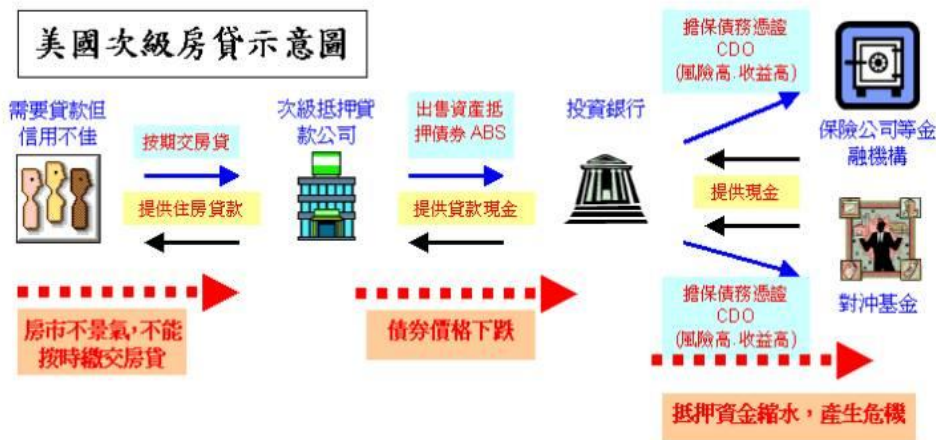 美國次級房貸示意圖
需要貸款但
信用不佳
按期交房貸
提供住房貸款
次級抵押貸
款公司
出售資產抵
押債券 ABS
提供貸款現金
投資銀行
擔保債務憑證
CDO
(風險高.收益高)
保險公司等金
融機構
提供現金
擔保債務憑證
CDO
(風險高.收益高)
對沖基金
房市不景氣,不能
按時繳交房貸
債券價格下跌
抵押資金縮水，產生危機